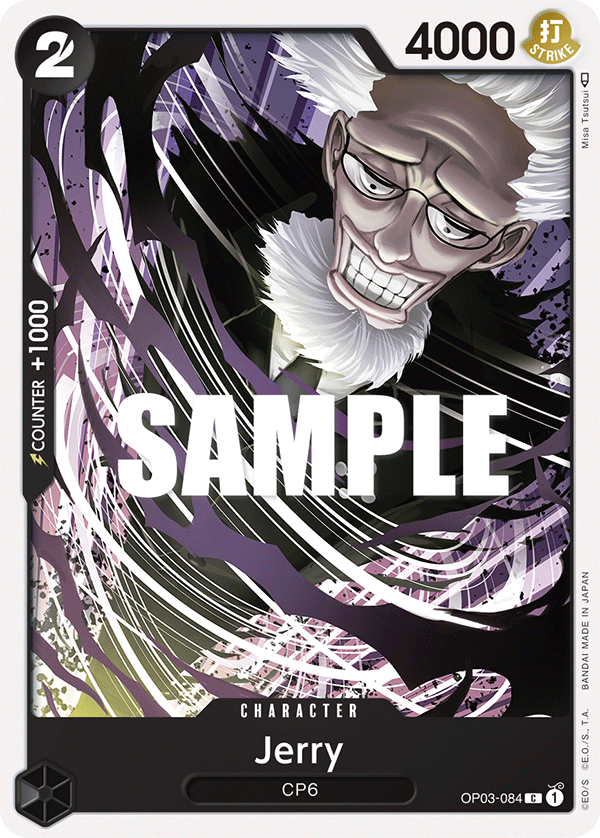 2
4000
打
STRIKE
Misa Tsutsui
COUNTER +1000
SAMPLE
CHARACTER
Jerry
CP6
OP03-084 C 1
©EO/S ©E.O./S., T.A. BANDAI MADE IN JAPAN